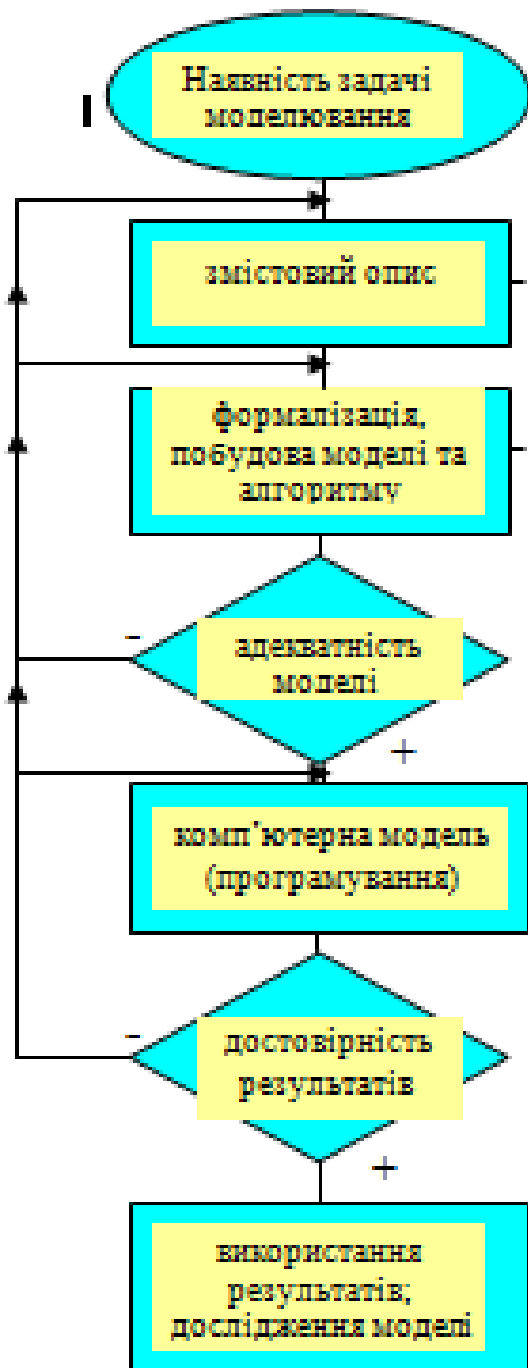 Наявність задачі
моделювання
змістовий опис
формалізація,
побудова моделі та
алгоритму
-
адекватність
моделі
+
комп'ютерна модель
(програмування)
-
достовірність
результатів
+
використання
результатів;
дослідження моделі